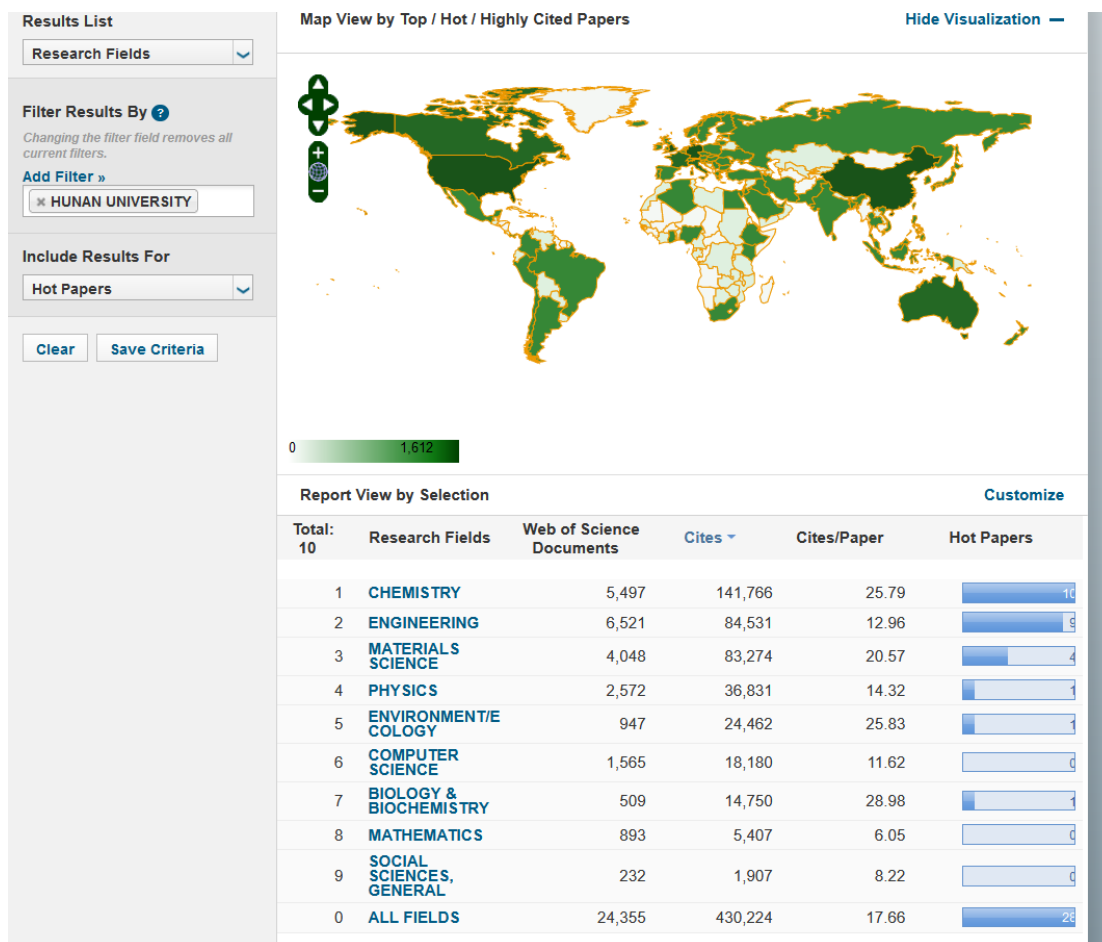 Results List
Research Fields
Filter Results By ?
Changing the filter field removes all
current filters.
Add Filter »
× HUNAN UNIVERSITY
Include Results For
Hot Papers
Clear Save Criteria
Map View by Top / Hot / Highly Cited Papers Hide Visualization —
0 1,612
Report View by Selection Customize
Total:
10 Research Fields Web of Science
Documents Cites Cites/Paper Hot Papers
1 CHEMISTRY 5,497 141,766 25.79 10
2 ENGINEERING 6,521 84,531 12.96 9
3 MATERIALS
SCIENCE 4,048 83,274 20.57 4
4 PHYSICS 2,572 36,831 14.32 1
5 ENVIRONMENT/E
COLOGY 947 24,462 25.83 1
6 COMPUTER
SCIENCE 1,565 18,180 11.62 0
7 BIOLOGY &
BIOCHEMISTRY 509 14,750 28.98 1
8 MATHEMATICS 893 5,407 6.05 0
9 SOCIAL
SCIENCES,
GENERAL 232 1,907 8.22 0
0 ALL FIELDS 24,355 430,224 17.66 28